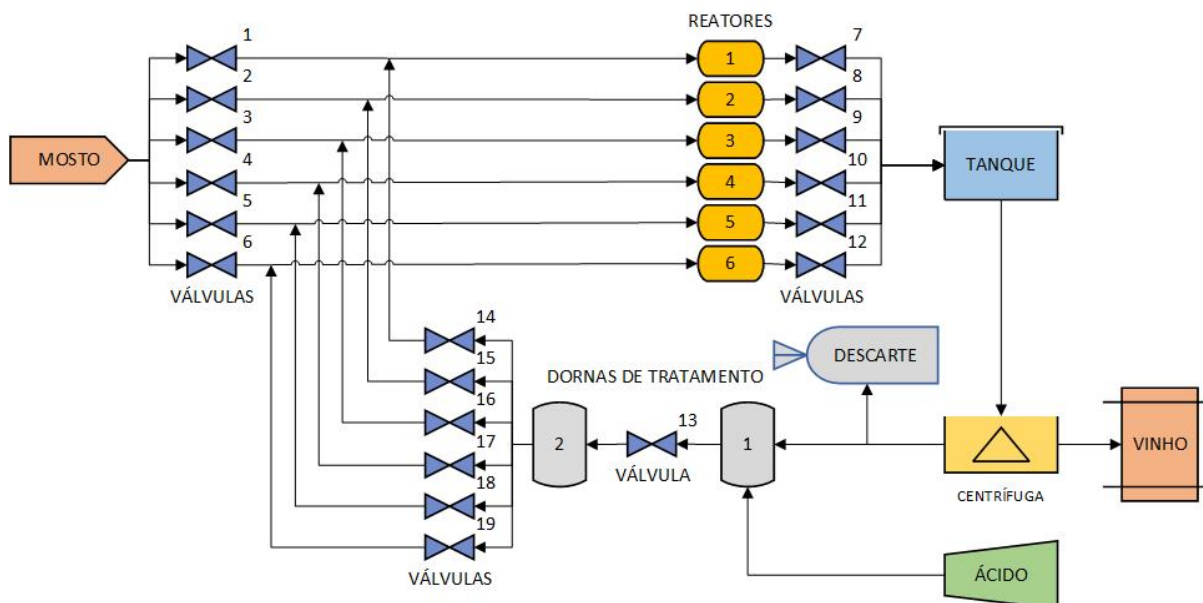 REATORES
1
2
3
4
5
6
MOSTO
VÁLVULAS
1
2
3
4
5
6
7
8
9
10
11
12
VÁLVULAS
TANQUE
14
15
16
17
18
19
VÁLVULAS
DORNAS DE TRATAMENTO
2
13
VÁLVULA
1
DESCARTE
CENTRÍFUGA
VINHO
ÁCIDO